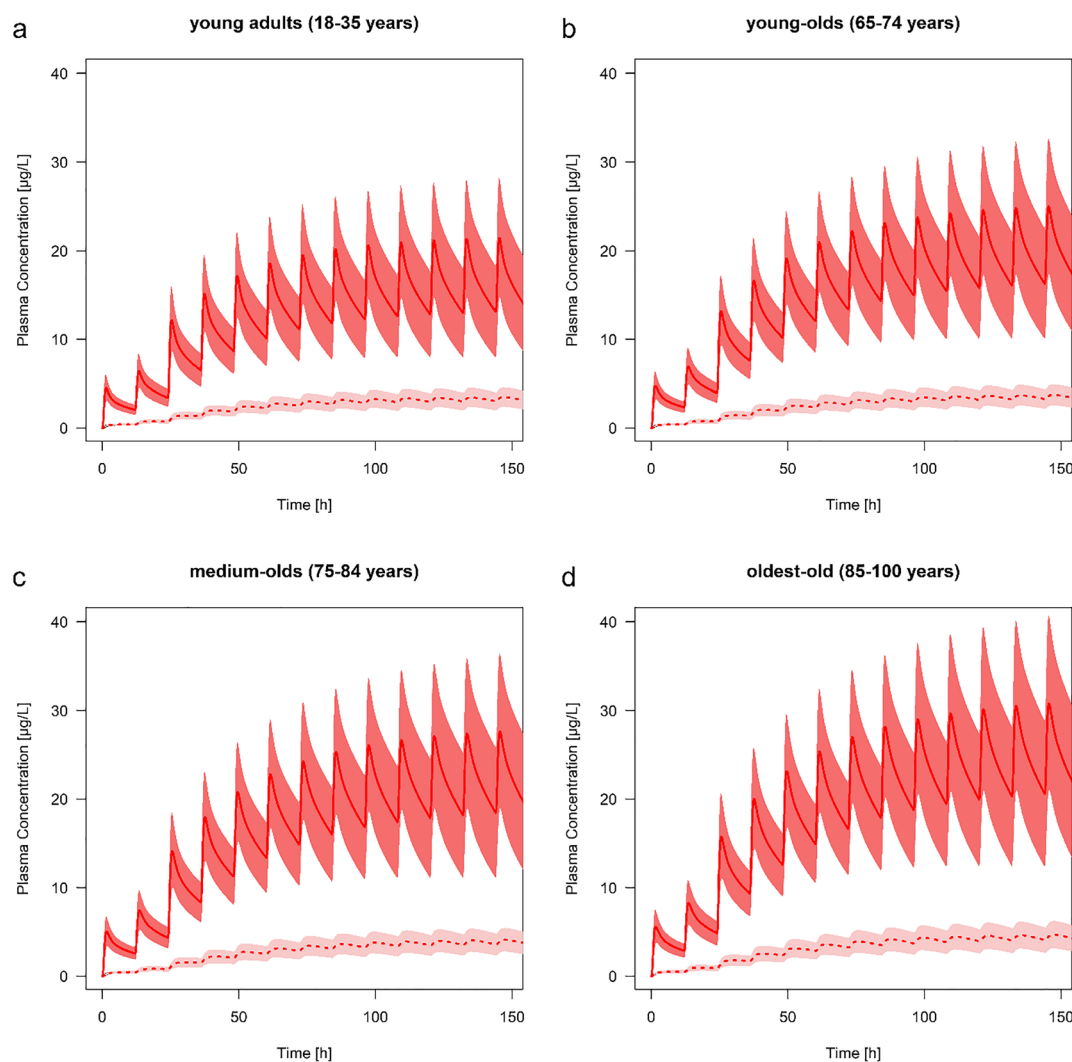 a
young adults (18-35 years)
Plasma Concentration [µg/L]
40
30
20
10
0
0 50 100 150
Time [h]
b
young-olds (65-74 years)
Plasma Concentration [µg/L]
40
30
20
10
0
0 50 100 150
Time [h]
c
medium-olds (75-84 years)
Plasma Concentration [µg/L]
40
30
20
10
0
0 50 100 150
Time [h]
d
oldest-old (85-100 years)
Plasma Concentration [µg/L]
40
30
20
10
0
0 50 100 150
Time [h]